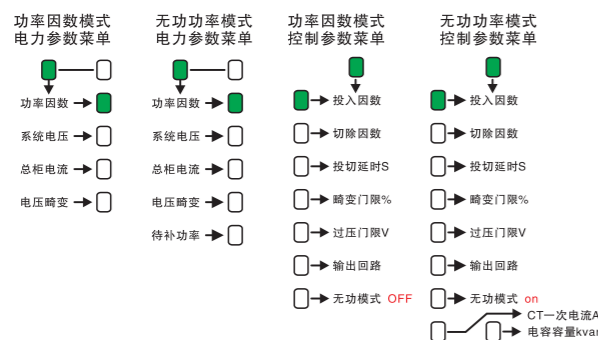 功率因数模式
电力参数菜单
功率因数
系统电压
总柜电流
电压畸变
无功功率模式
电力参数菜单
功率因数
系统电压
总柜电流
电压畸变
待补功率
功率因数模式
控制参数菜单
投入因数
切除因数
投切延时S
畸变门限%
过压门限V
输出回路
无功模式 OFF
无功功率模式
控制参数菜单
投入因数
切除因数
投切延时S
畸变门限%
过压门限V
输出回路
无功模式 on
CT一次电流A
电容容量kvar